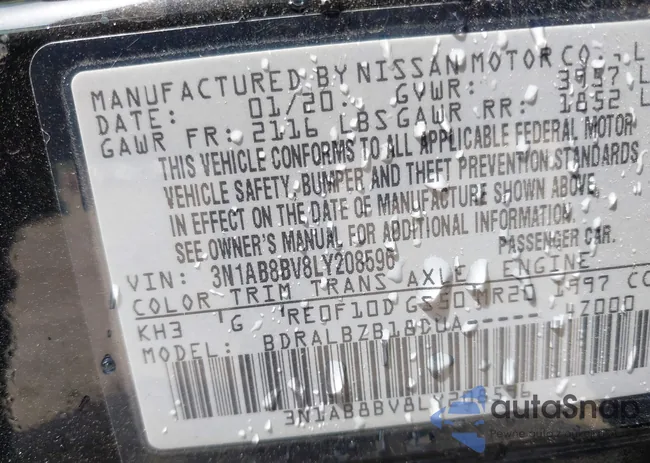 MANUFACTURED BY NISSAN MOTOR CO., L
DATE: 01/20 GVWR: 3957 L
GAWR FR: 2116 LBS GAWR RR: 1852 L
THIS VEHICLE CONFORMS TO ALL APPLICABLE FEDERAL MOTOR
VEHICLE SAFETY, BUMPER AND THEFT PREVENTION STANDARDS
IN EFFECT ON THE DATE OF MANUFACTURE SHOWN ABOVE.
SEE OWNER'S MANUAL FOR ADDITIONAL INFORMATION.
VIN: 3N1AB8BV8LY208596 PASSENGER CAR.
COLOR TRIM TRANS AXLE ENGINE
KH3 'G 'RE0F10D GS50 MR20 1997 CC
MODEL: BDRALBZB18DUA----- 4Z000
3N1AB8BV8LY208596
autoSnap